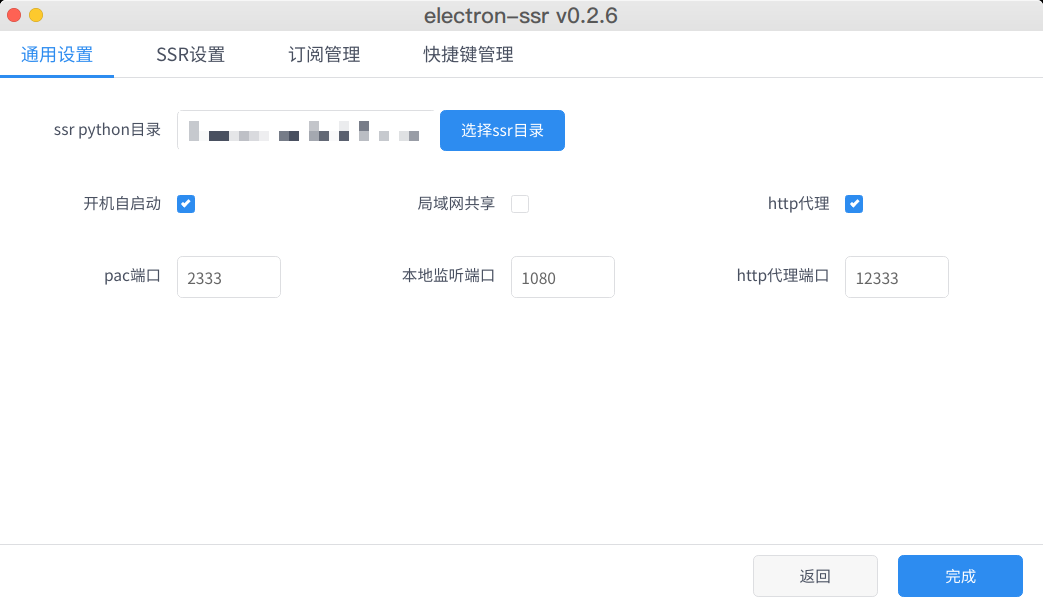 electron-ssr v0.2.6
通用设置 SSR设置 订阅管理 快捷键管理
ssr python目录 选择ssr目录
开机自启动 局域网共享 http代理
pac端口 2333 本地监听端口 1080 http代理端口 12333
返回 完成